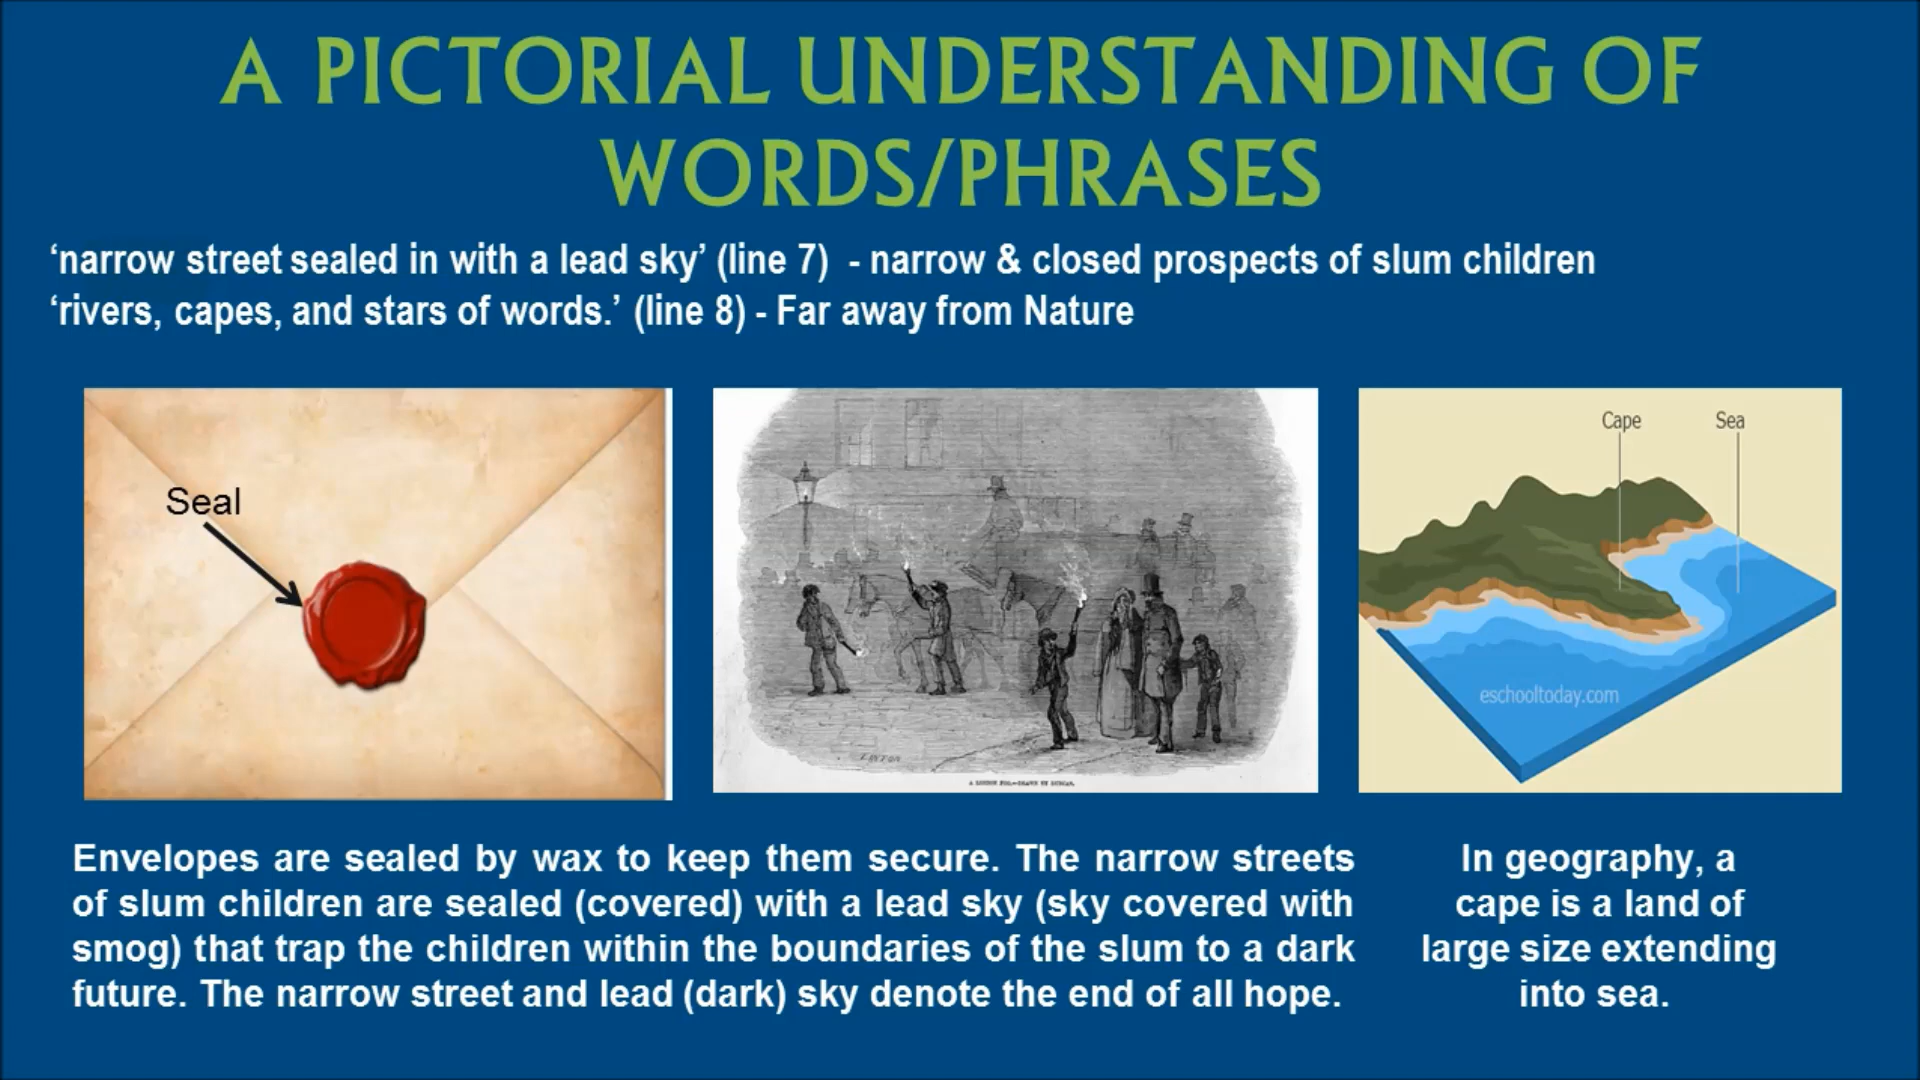 A PICTORIAL UNDERSTANDING OF
WORDS/PHRASES
‘narrow street sealed in with a lead sky’ (line 7) - narrow & closed prospects of slum children
‘rivers, capes, and stars of words.’ (line 8) - Far away from Nature
Seal
A LONDON FOG.—DRAWN BY DUNCAN.
Cape
Sea
eschooltoday.com
Envelopes are sealed by wax to keep them secure. The narrow streets
of slum children are sealed (covered) with a lead sky (sky covered with
smog) that trap the children within the boundaries of the slum to a dark
future. The narrow street and lead (dark) sky denote the end of all hope.
In geography, a
cape is a land of
large size extending
into sea.